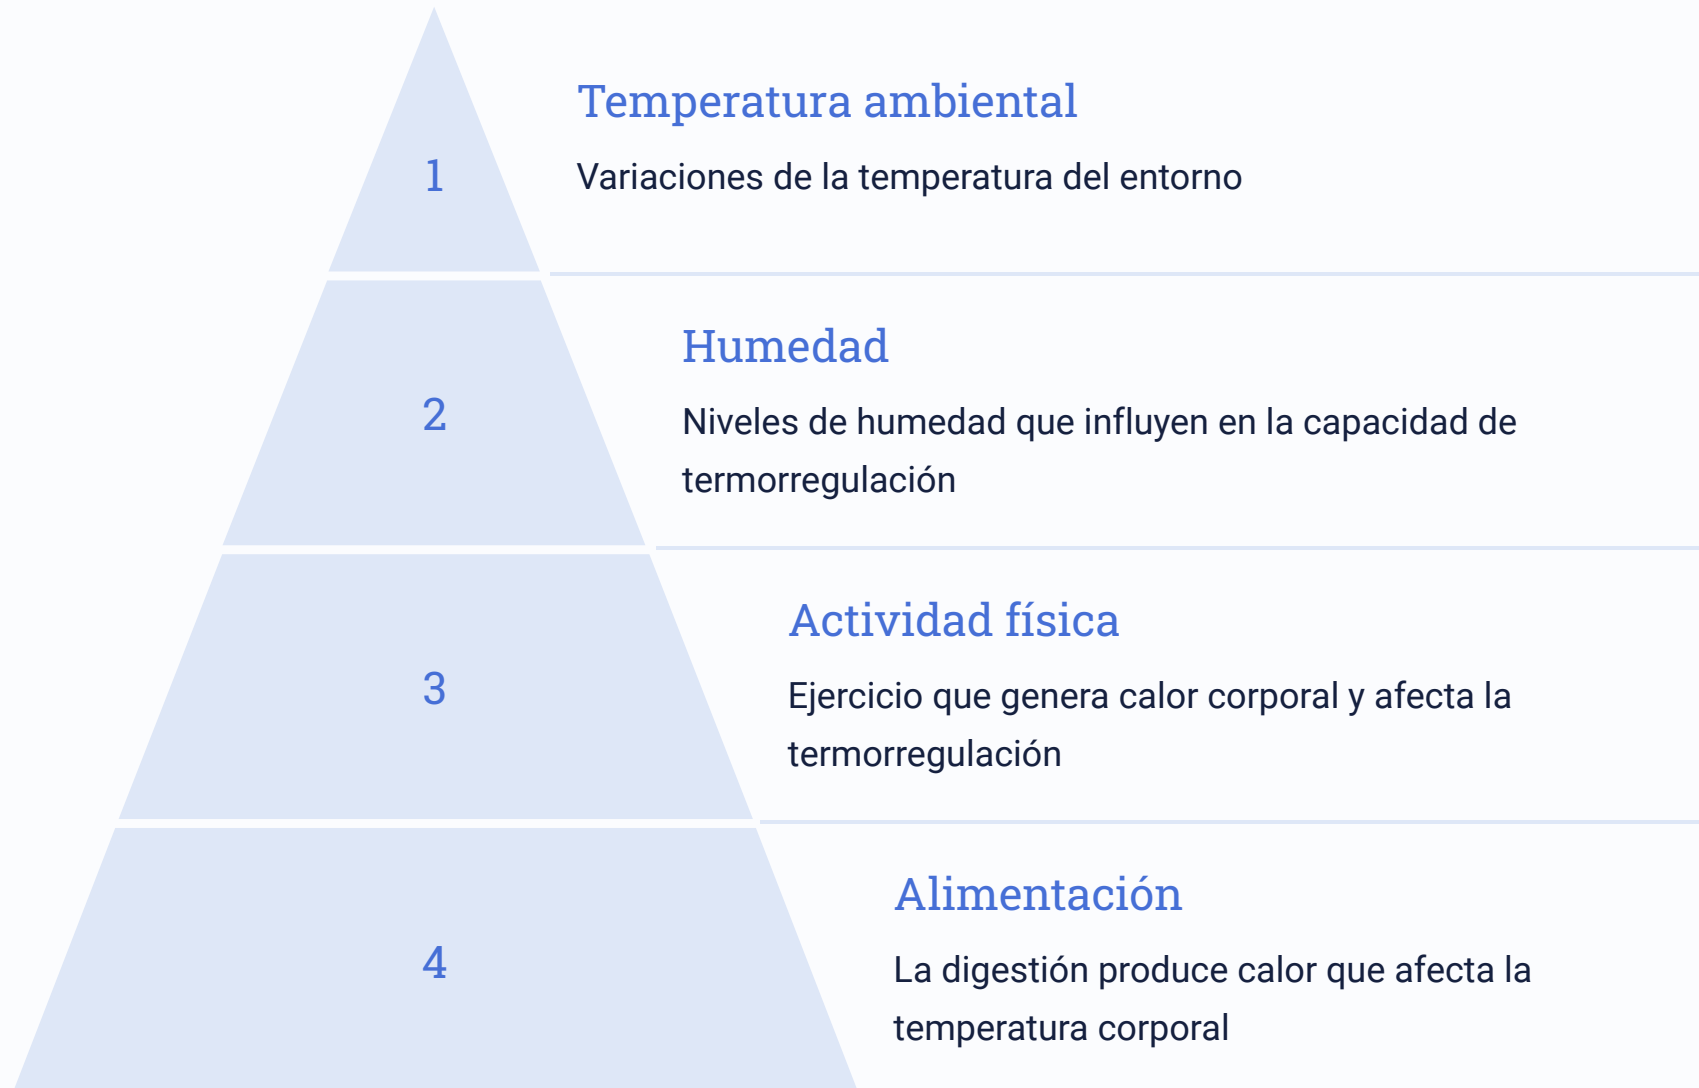 1
Temperatura ambiental
Variaciones de la temperatura del entorno
2
Humedad
Niveles de humedad que influyen en la capacidad de
termorregulación
3
Actividad física
Ejercicio que genera calor corporal y afecta la
termorregulación
4
Alimentación
La digestión produce calor que afecta la
temperatura corporal